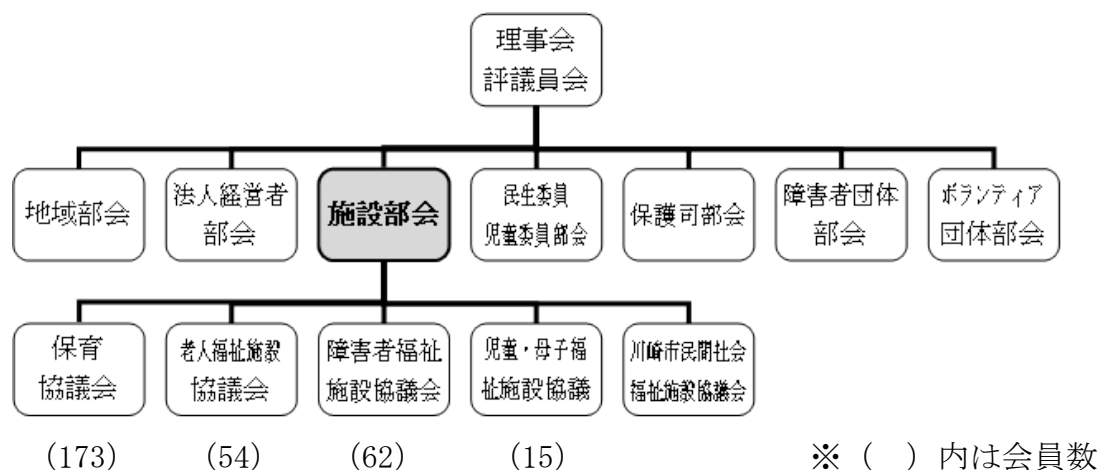 理事会
評議員会
地域部会
法人経営者
部会
施設部会
民生委員
児童委員部会
保護司部会
障害者団体
部会
ボランティア
団体部会
保育
協議会
老人福祉施設
協議会
障害者福祉
施設協議会
児童・母子福
祉施設協議
川崎市民間社会
福祉施設協議会
(173) (54) (62) (15) ※ ( ) 内は会員数